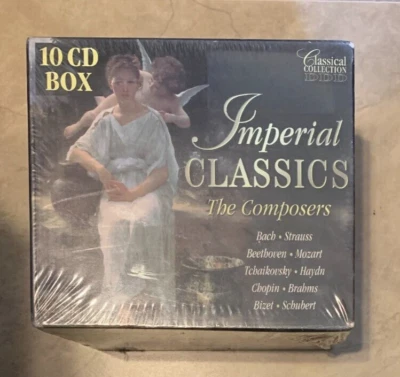 10 CD
BOX
Classical
COLLECTION
DDD
Imperial
CLASSICS
The Composers
Bach • Strauss
Beethoven • Mozart
Tchaikovsky • Haydn
Chopin • Brahms
Bizet • Schubert